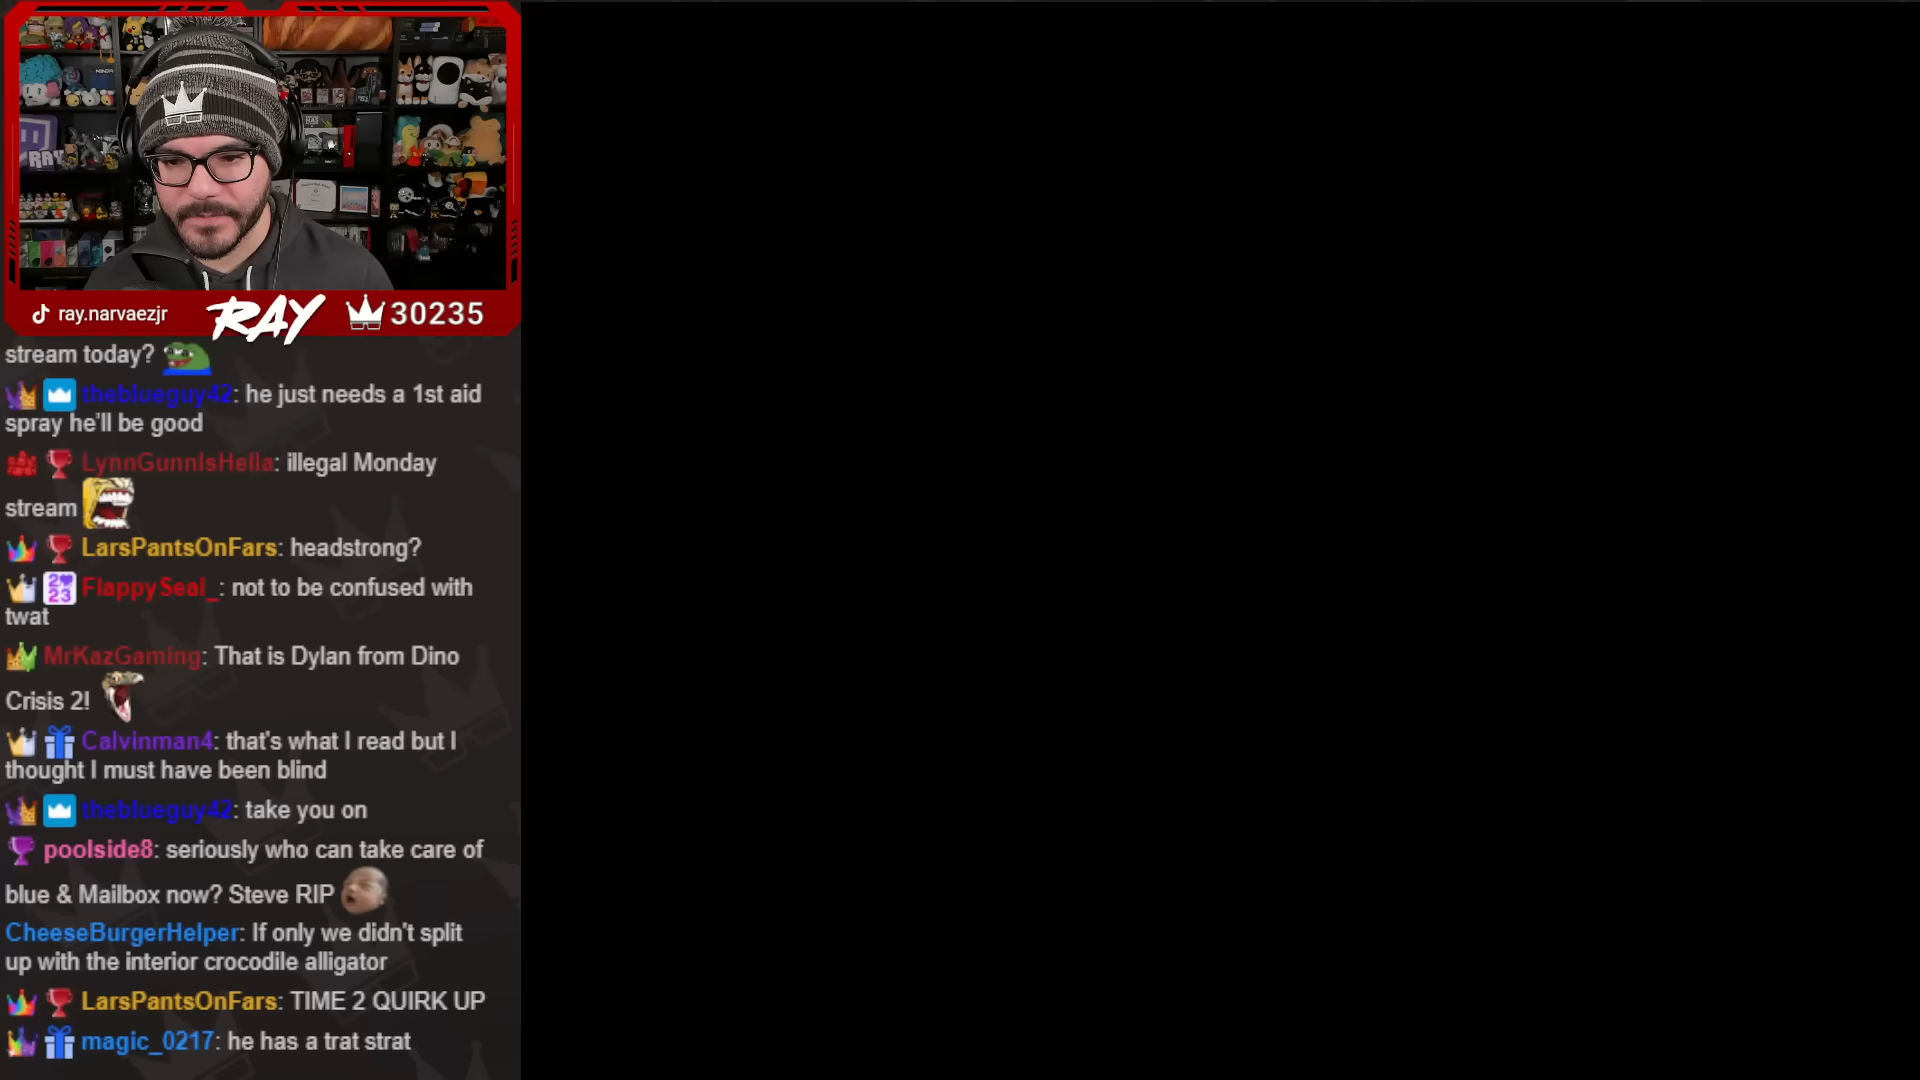 ray.narvaezjr
RAY
30235
stream today?
theblueguy42: he just needs a 1st aid
spray he'll be good
LynnGunnIsHella: illegal Monday
stream
LarsPantsOnFars: headstrong?
FlappySeal_: not to be confused with
twat
MrKazGaming: That is Dylan from Dino
Crisis 2!
Calvinman4: that's what I read but I
thought I must have been blind
theblueguy42: take you on
poolside8: seriously who can take care of
blue & Mailbox now? Steve RIP
CheeseBurgerHelper: If only we didn't split
up with the interior crocodile alligator
LarsPantsOnFars: TIME 2 QUIRK UP
magic_0217: he has a trat strat